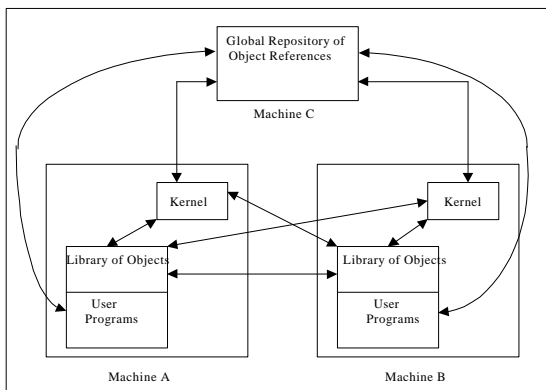 Global Repository of
Object References
Machine C
Kernel
Library of Objects
User
Programs
Machine A
Kernel
Library of Objects
User
Programs
Machine B